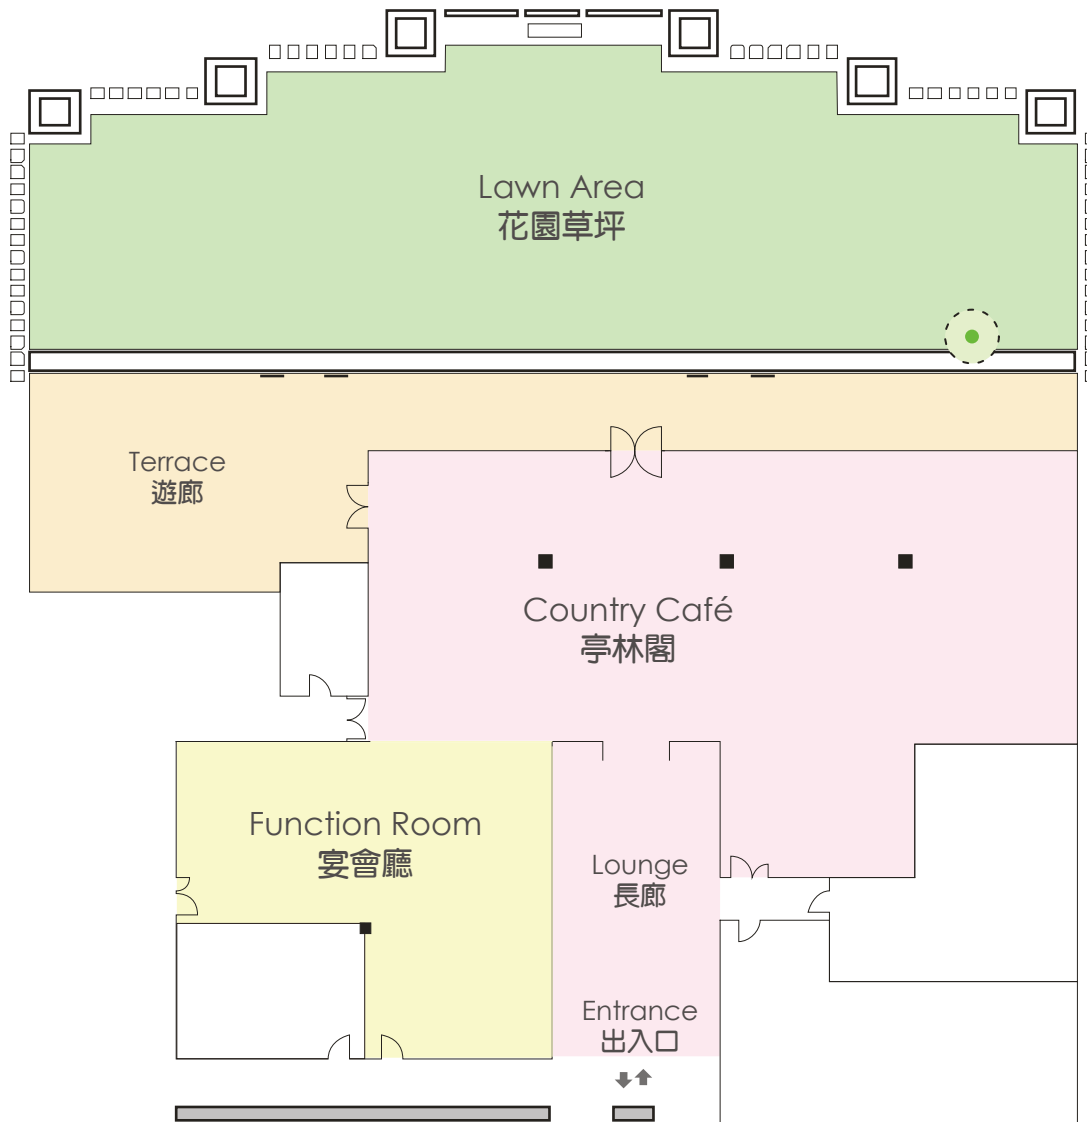 Lawn Area
花園草坪
Terrace
遊廊
Country Café
亭林閣
Function Room
宴會廳
Lounge
長廊
Entrance
出入口